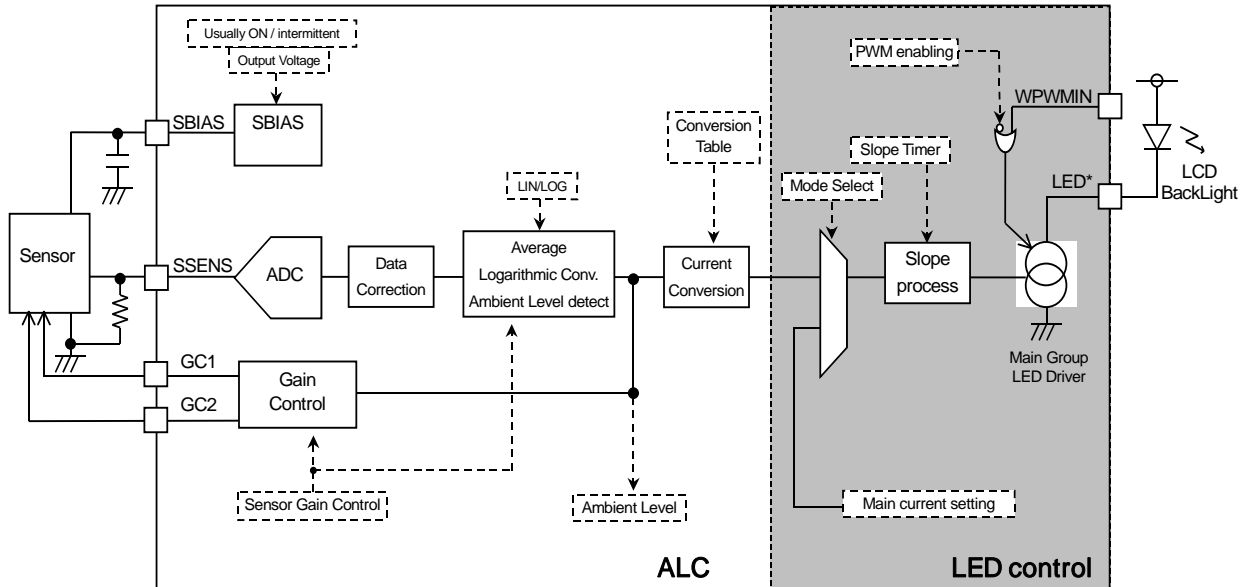 Usually ON / intermittent
Output Voltage
SBIAS
SBIAS
PWM enabling
WPWMIN
Conversion
Table
Slope Timer
LIN/LOG
Mode Select
LED*
LCD
BackLight
Sensor
SSENS
ADC
Data
Correction
Average
Logarithmic Conv.
Ambient Level detect
Current
Conversion
Slope
process
GC1
GC2
Gain
Control
Main Group
LED Driver
Sensor Gain Control
Ambient Level
Main current setting
ALC
LED control